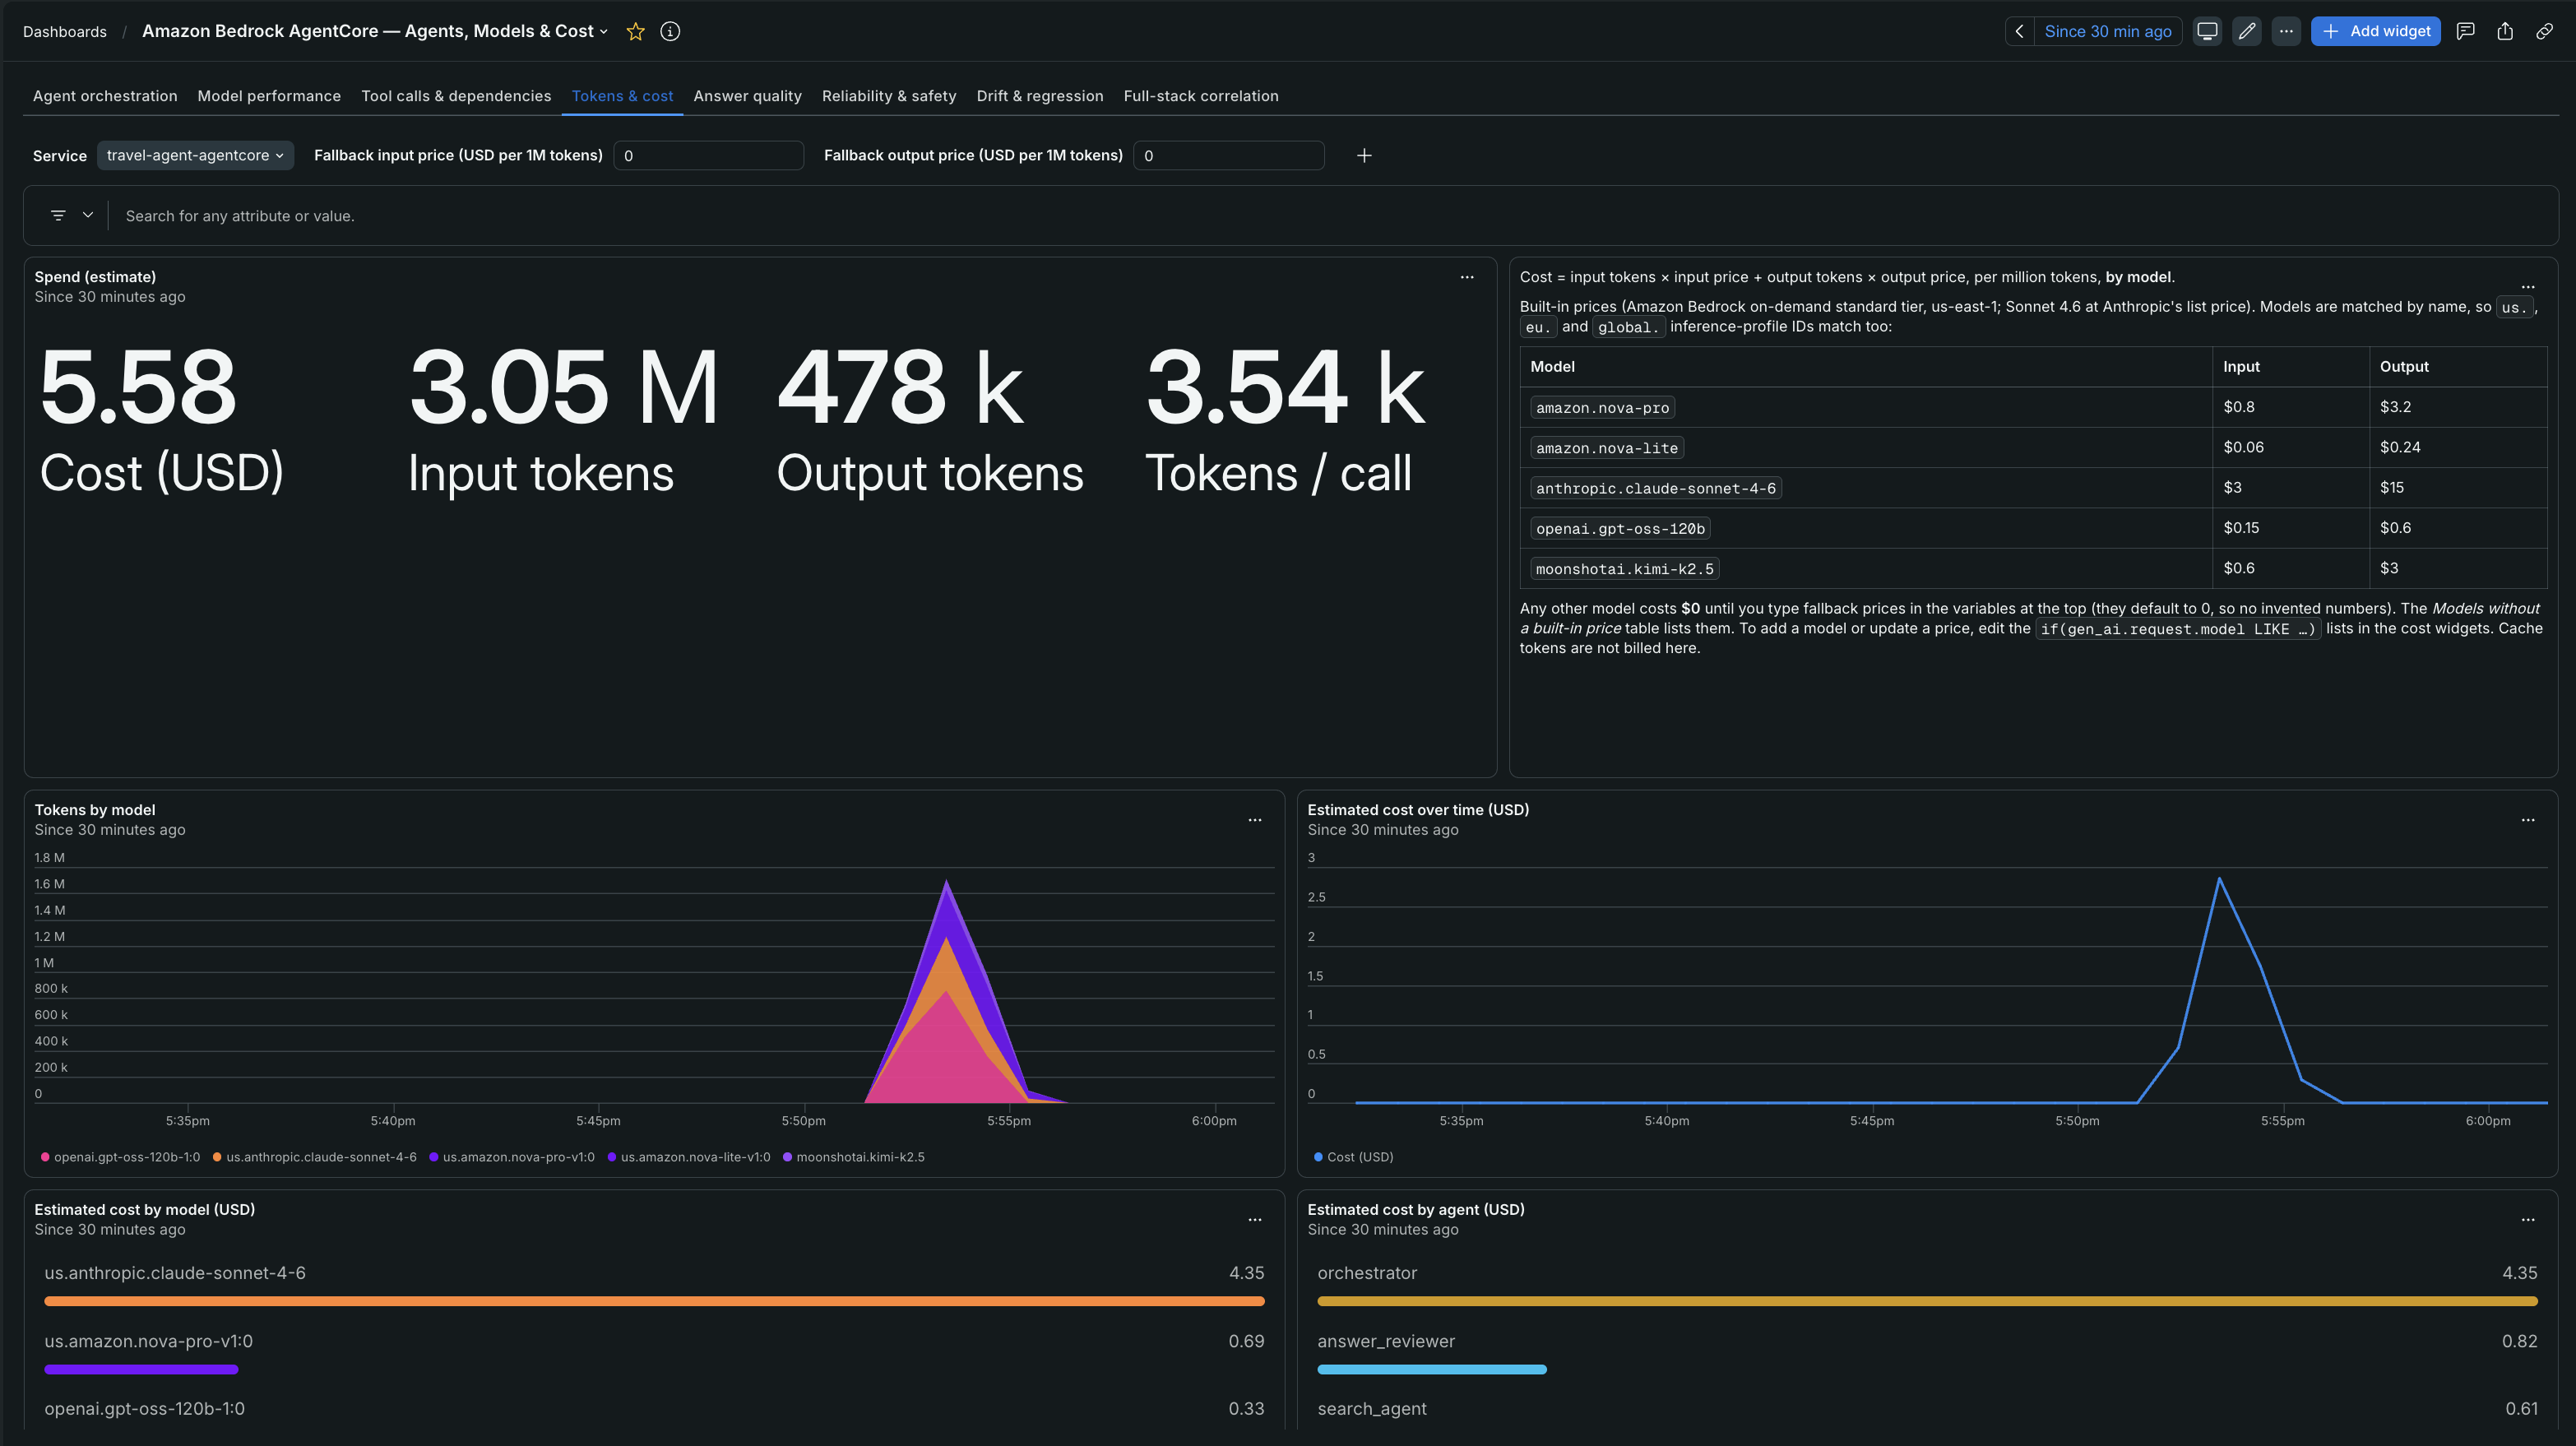 Dashboards / Amazon Bedrock AgentCore — Agents, Models & Cost
Since 30 min ago
Add widget
Agent orchestration Model performance Tool calls & dependencies Tokens & cost Answer quality Reliability & safety Drift & regression Full-stack correlation
Service travel-agent-agentcore Fallback input price (USD per 1M tokens) 0 Fallback output price (USD per 1M tokens) 0
Search for any attribute or value.
Spend (estimate)
Since 30 minutes ago
5.58 3.05 M 478 k 3.54 k
Cost (USD) Input tokens Output tokens Tokens / call
Cost = input tokens × input price + output tokens × output price, per million tokens, by model.
Built-in prices (Amazon Bedrock on-demand standard tier, us-east-1; Sonnet 4.6 at Anthropic's list price). Models are matched by name, so us. ,
eu. and global. inference-profile IDs match too:
Model Input Output
amazon.nova-pro $0.8 $3.2
amazon.nova-lite $0.06 $0.24
anthropic.claude-sonnet-4-6 $3 $15
openai.gpt-oss-120b $0.15 $0.6
moonshotai.kimi-k2.5 $0.6 $3
Any other model costs $0 until you type fallback prices in the variables at the top (they default to 0, so no invented numbers). The Models without
a built-in price table lists them. To add a model or update a price, edit the if(gen_ai.request.model LIKE …) lists in the cost widgets. Cache
tokens are not billed here.
Tokens by model
Since 30 minutes ago
1.8 M
1.6 M
1.4 M
1.2 M
1 M
800 k
600 k
400 k
200 k
0
5:35pm 5:40pm 5:45pm 5:50pm 5:55pm 6:00pm
openai.gpt-oss-120b-1:0 us.anthropic.claude-sonnet-4-6 us.amazon.nova-pro-v1:0 us.amazon.nova-lite-v1:0 moonshotai.kimi-k2.5
Estimated cost over time (USD)
Since 30 minutes ago
3
2.5
2
1.5
1
0.5
0
5:35pm 5:40pm 5:45pm 5:50pm 5:55pm 6:00pm
Cost (USD)
Estimated cost by model (USD)
Since 30 minutes ago
us.anthropic.claude-sonnet-4-6 4.35
us.amazon.nova-pro-v1:0 0.69
openai.gpt-oss-120b-1:0 0.33
Estimated cost by agent (USD)
Since 30 minutes ago
orchestrator 4.35
answer_reviewer 0.82
search_agent 0.61